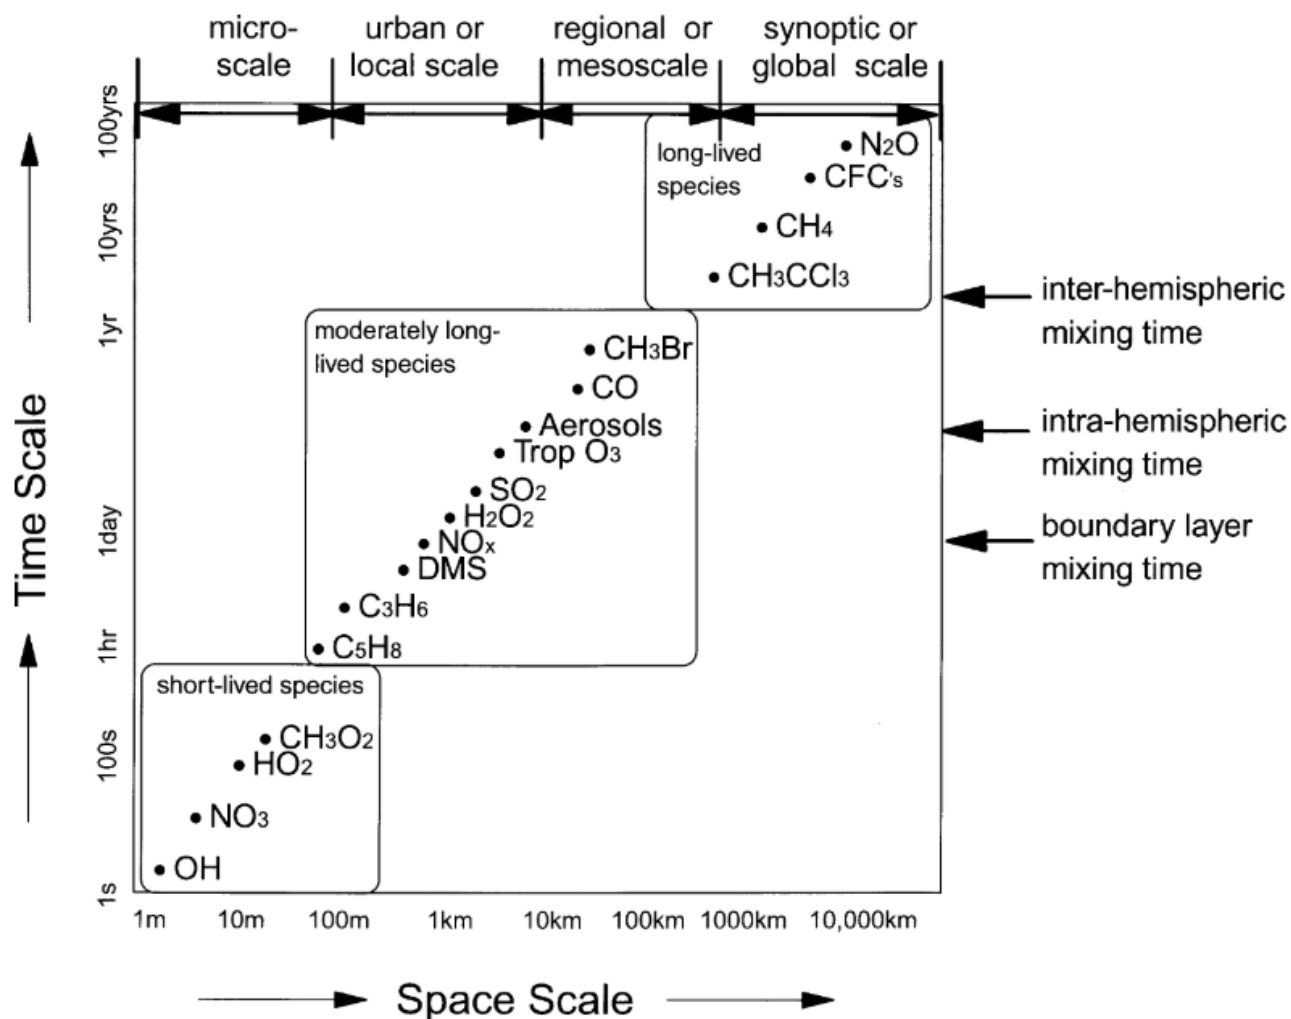 micro-
scale
urban or
local scale
regional or
mesoscale
synoptic or
global scale
100yrs
10yrs
1yr
1day
1hr
100s
1s
Time Scale
long-lived
species
N2O
CFC's
CH4
CH3CCl3
moderately long-
lived species
CH3Br
CO
Aerosols
Trop O3
SO2
H2O2
NOx
DMS
C3H6
C5H8
short-lived species
CH3O2
HO2
NO3
OH
inter-hemispheric
mixing time
intra-hemispheric
mixing time
boundary layer
mixing time
1m 10m 100m 1km 10km 100km 1000km 10,000km
Space Scale